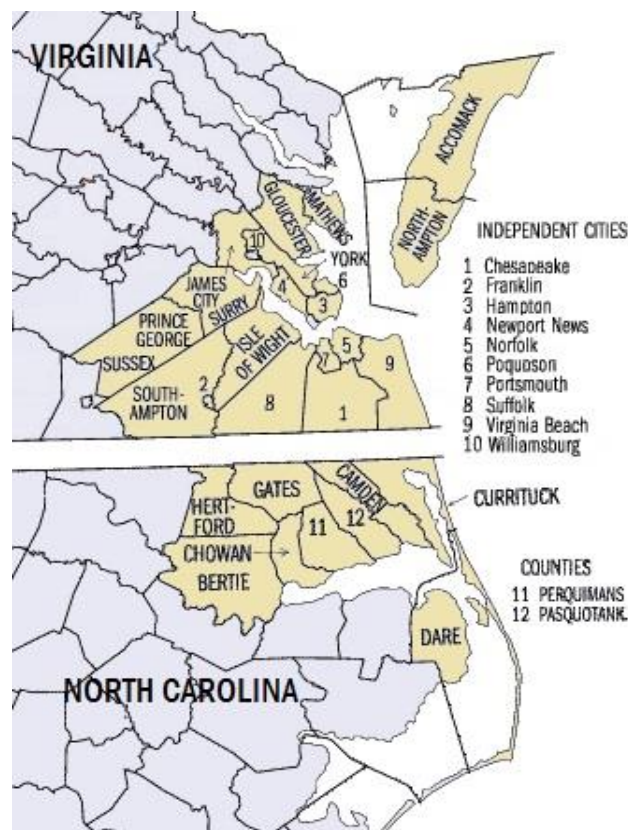 VIRGINIA
ACCOMACK
NORTH-
AMPTON
GLOUCESTER
MATHEWS
10
YORK
6
JAMES
CITY
4
3
SURRY
PRINCE
GEORGE
ISLE
OF WIGHT
SUSSEX
SOUTH-
AMPTON
2
8
7
5
1
9
INDEPENDENT CITIES
1 Chesapeake
2 Franklin
3 Hampton
4 Newport News
5 Norfolk
6 Poquoson
7 Portsmouth
8 Suffolk
9 Virginia Beach
10 Williamsburg
GATES
CAMDEN
HERT-
FORD
11
12
CHOWAN
BERTIE
CURRITUCK
COUNTIES
11 PERQUIMANS
12 PASQUOTANK
DARE
NORTH CAROLINA